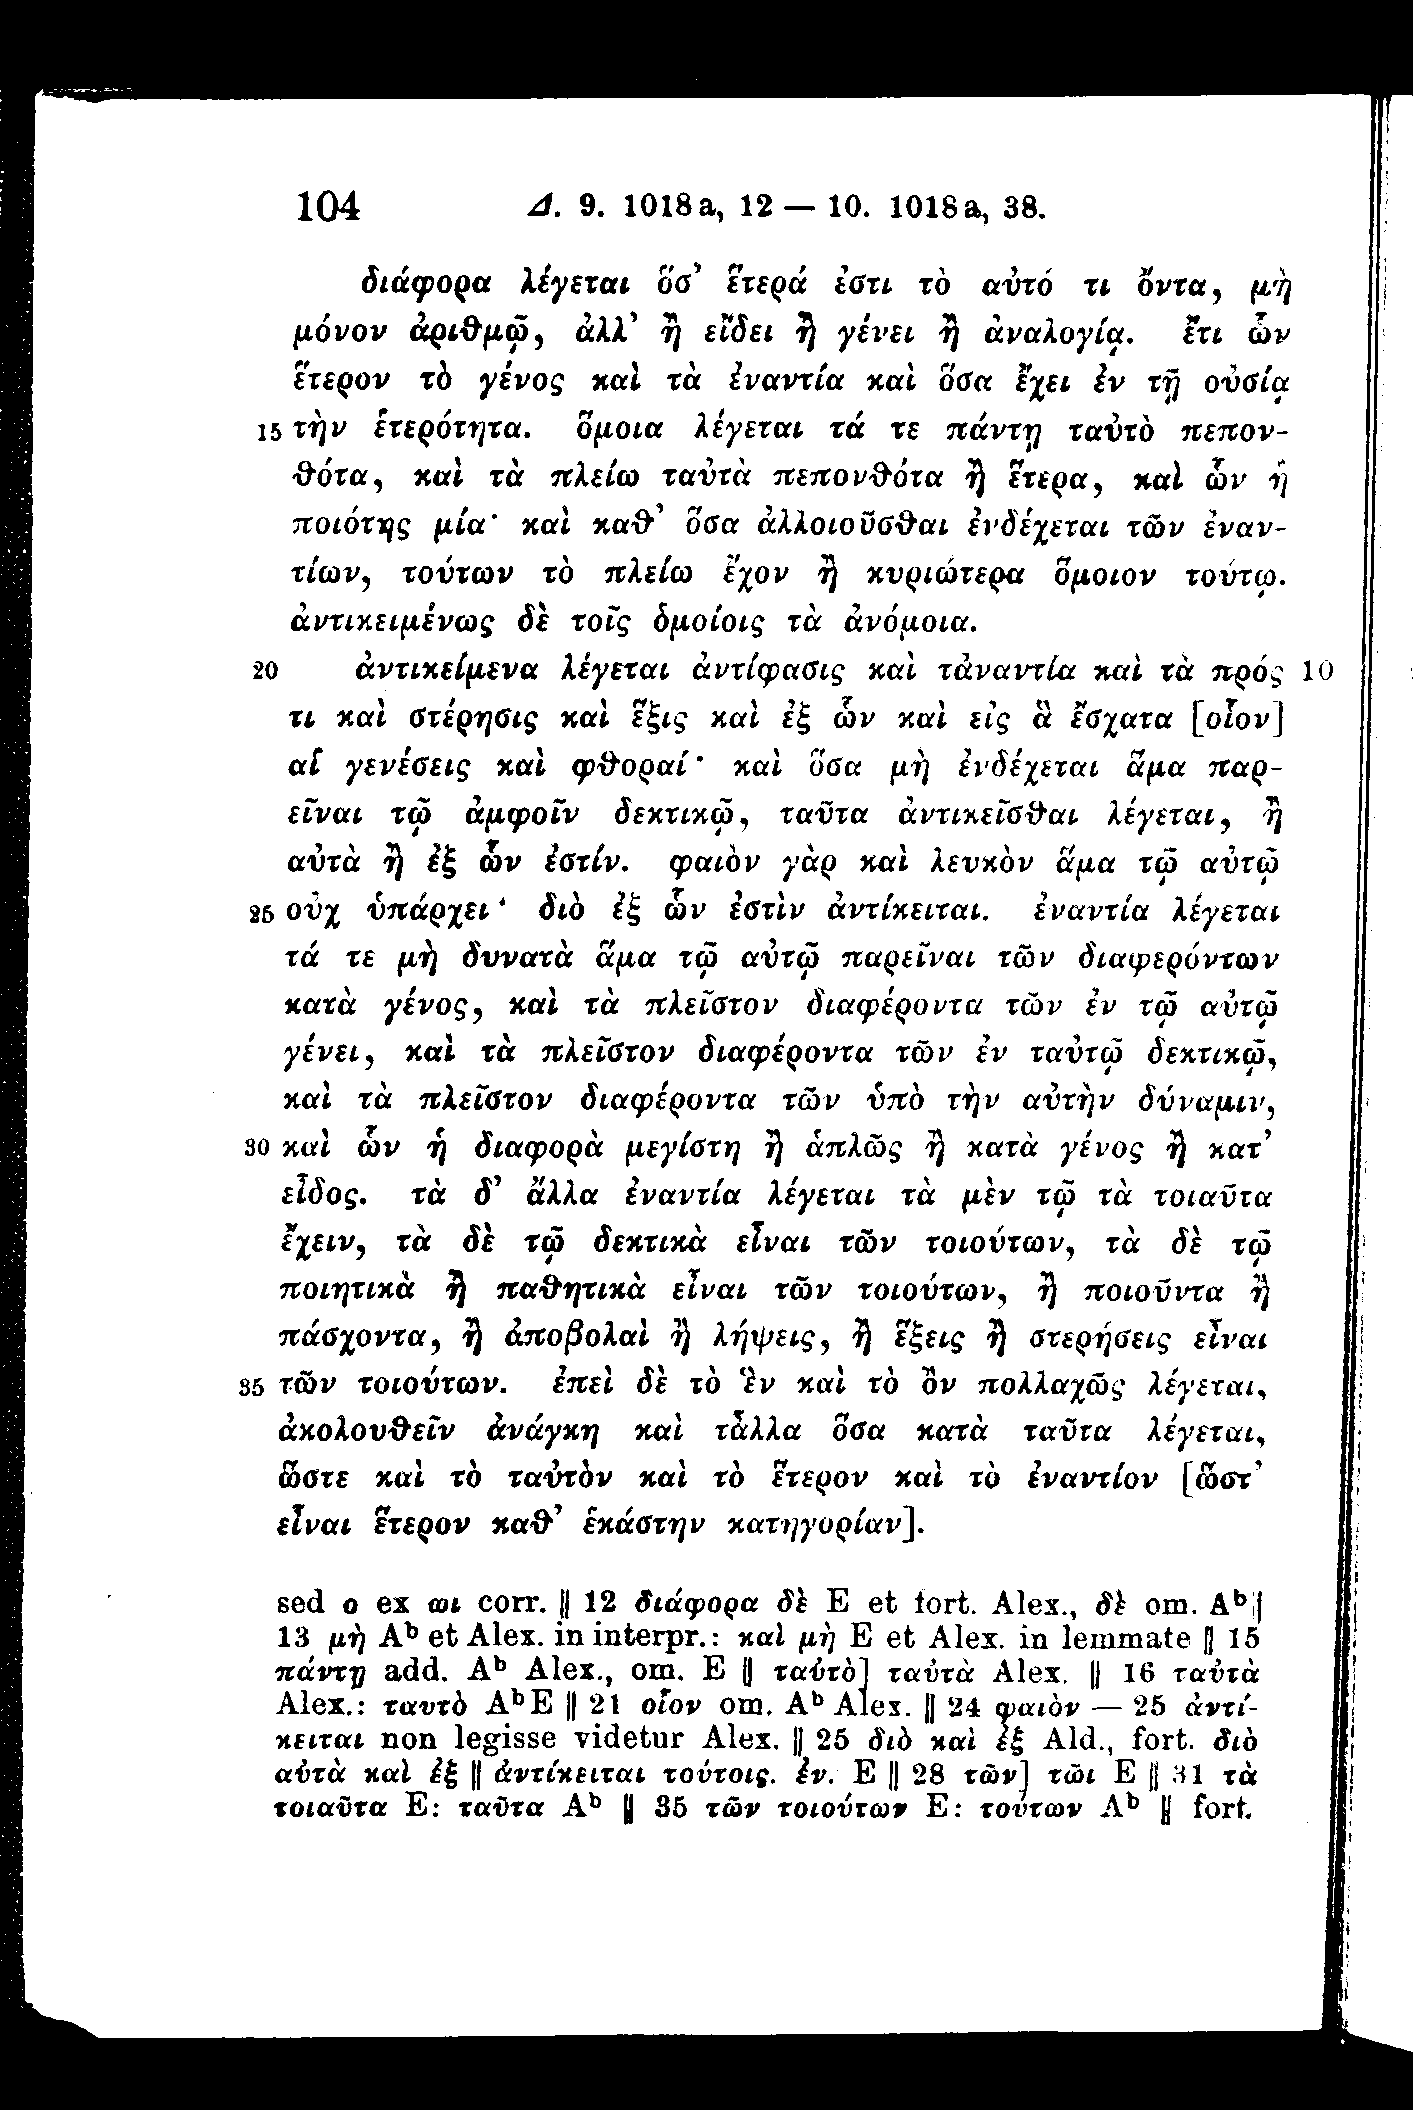 104 Δ. 9. 1018 a, 12 — 10. 1018 a, 38.
διάφορα λέγεται ὅσ’ ἕτερά ἐστι τὸ αὐτό τι ὄντα, μὴ
μόνον ἀριθμῷ, ἀλλ’ ἢ εἴδει ἢ γένει ἢ ἀναλογίᾳ. ἔτι ὧν
ἕτερον τὸ γένος καὶ τὰ ἐναντία καὶ ὅσα ἔχει ἐν τῇ οὐσίᾳ
15 τὴν ἑτερότητα. ὅμοια λέγεται τά τε πάντῃ ταὐτὸ πεπον-
θότα, καὶ τὰ πλείω ταὐτὰ πεπονθότα ἢ ἕτερα, καὶ ὧν ἡ
ποιότης μία· καὶ καθ’ ὅσα ἀλλοιοῦσθαι ἐνδέχεται τῶν ἐναν-
τίων, τούτων τὸ πλείω ἔχον ἢ κυριώτερα ὅμοιον τούτῳ.
ἀντικειμένως δὲ τοῖς ὁμοίοις τὰ ἀνόμοια.
20 ἀντικείμενα λέγεται ἀντίφασις καὶ τἀναντία καὶ τὰ πρός 10
τι καὶ στέρησις καὶ ἕξις καὶ ἐξ ὧν καὶ εἰς ἃ ἔσχατα [οἷον]
αἱ γενέσεις καὶ φθοραί· καὶ ὅσα μὴ ἐνδέχεται ἅμα παρ-
εῖναι τῷ ἀμφοῖν δεκτικῷ, ταῦτα ἀντικεῖσθαι λέγεται, ἢ
αὐτὰ ἢ ἐξ ὧν ἐστίν. φαιὸν γὰρ καὶ λευκὸν ἅμα τῷ αὐτῷ
25 οὐχ ὑπάρχει· διὸ ἐξ ὧν ἐστὶν ἀντίκειται. ἐναντία λέγεται
τά τε μὴ δυνατὰ ἅμα τῷ αὐτῷ παρεῖναι τῶν διαφερόντων
κατὰ γένος, καὶ τὰ πλεῖστον διαφέροντα τῶν ἐν τῷ αὐτῷ
γένει, καὶ τὰ πλεῖστον διαφέροντα τῶν ἐν ταὐτῷ δεκτικῷ,
καὶ τὰ πλεῖστον διαφέροντα τῶν ὑπὸ τὴν αὐτὴν δύναμιν,
30 καὶ ὧν ἡ διαφορὰ μεγίστη ἢ ἁπλῶς ἢ κατὰ γένος ἢ κατ’
εἶδος. τὰ δ’ ἄλλα ἐναντία λέγεται τὰ μὲν τῷ τὰ τοιαῦτα
ἔχειν, τὰ δὲ τῷ δεκτικὰ εἶναι τῶν τοιούτων, τὰ δὲ τῷ
ποιητικὰ ἢ παθητικὰ εἶναι τῶν τοιούτων, ἢ ποιοῦντα ἢ
πάσχοντα, ἢ ἀποβολαὶ ἢ λήψεις, ἢ ἕξεις ἢ στερήσεις εἶναι
35 τῶν τοιούτων. ἐπεὶ δὲ τὸ ἓν καὶ τὸ ὂν πολλαχῶς λέγεται,
ἀκολουθεῖν ἀνάγκη καὶ τἆλλα ὅσα κατὰ ταῦτα λέγεται,
ὥστε καὶ τὸ ταὐτὸν καὶ τὸ ἕτερον καὶ τὸ ἐναντίον [ὥστ’
εἶναι ἕτερον καθ’ ἑκάστην κατηγορίαν].
sed ο ex ωι corr. || 12 διάφορα δὲ E et fort. Alex., δὲ om. Aᵇ ||
13 μὴ Aᵇ et Alex. in interpr.: καὶ μὴ E et Alex. in lemmate || 15
πάντῃ add. Aᵇ Alex., om. E || ταὐτὸ] ταὐτὰ Alex. || 16 ταὐτὰ
Alex.: ταυτὸ AᵇE || 21 οἷον om. Aᵇ Alex. || 24 φαιὸν — 25 ἀντί-
κειται non legisse videtur Alex. || 25 διὸ καὶ ἐξ Ald., fort. διὸ
αὐτὰ καὶ ἐξ || ἀντίκειται τούτοις. ἐν. E || 28 τῶν] τῶι E || 31 τὰ
τοιαῦτα E: ταῦτα Aᵇ || 35 τῶν τοιούτων E: τούτων Aᵇ || fort.